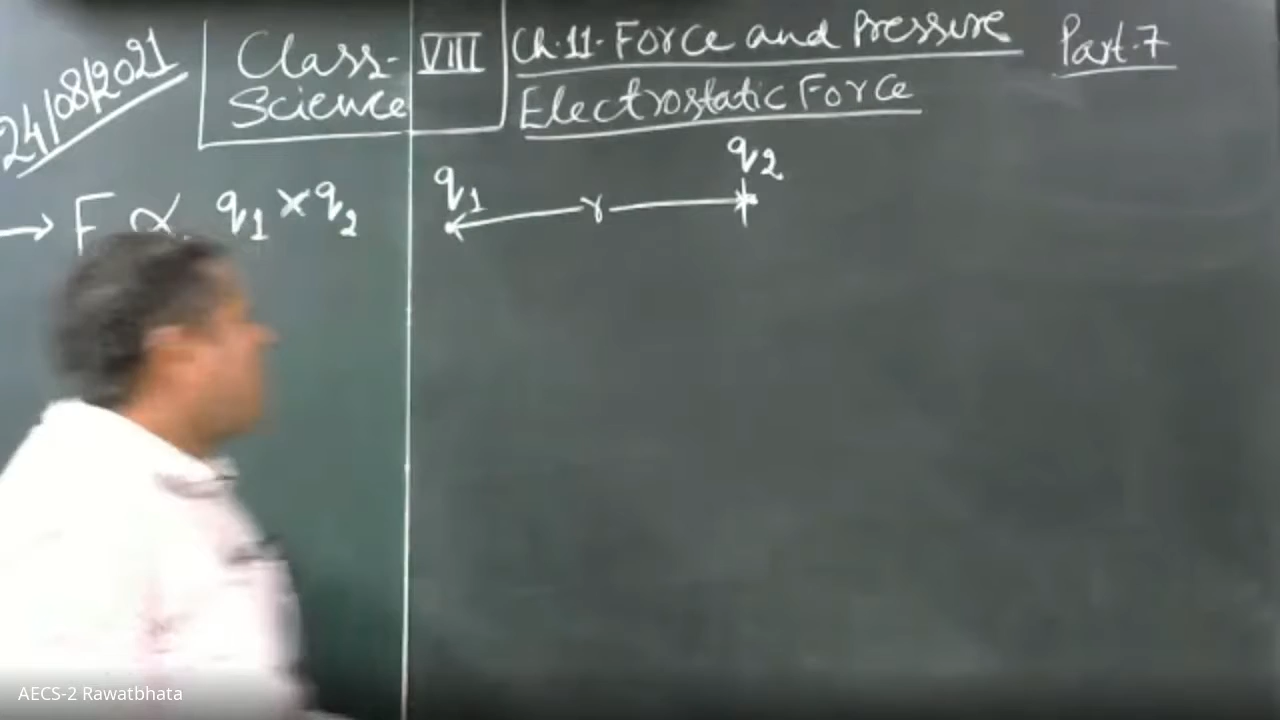 24/08/2021
Class- VIII
Science
Ch.11. Force and Pressure
Electrostatic Force
Part.7
→ F ∝ q₁ × q₂
q₁ r q₂
AECS-2 Rawatbhata